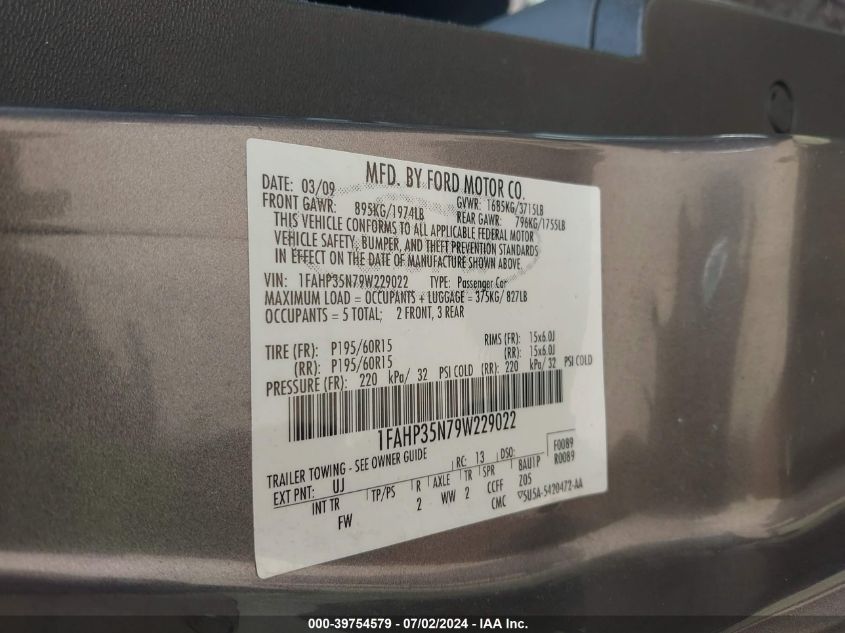 MFD. BY FORD MOTOR CO.
DATE: 03/09 GVWR: 1685KG/3715LB
FRONT GAWR: 895KG/1974LB REAR GAWR: 796KG/1755LB
THIS VEHICLE CONFORMS TO ALL APPLICABLE FEDERAL MOTOR
VEHICLE SAFETY, BUMPER, AND THEFT PREVENTION STANDARDS
IN EFFECT ON THE DATE OF MANUFACTURE SHOWN ABOVE.
VIN: 1FAHP35N79W229022 TYPE: Passenger Car
MAXIMUM LOAD = OCCUPANTS + LUGGAGE = 375KG/ 827LB
OCCUPANTS = 5 TOTAL; 2 FRONT, 3 REAR
TIRE (FR): P195/60R15 RIMS (FR): 15x6.0J
(RR): P195/60R15 (RR): 15x6.0J
PRESSURE (FR): 220 kPa/ 32 PSI COLD (RR): 220 kPa/ 32 PSI COLD
1FAHP35N79W229022
F0089
TRAILER TOWING - SEE OWNER GUIDE RC: 13 DSO: R0089
EXT PNT: UJ TP/PS R AXLE TR SPR BAU1P
INT TR 2 WW 2 CCFF Z05
FW CMC 5U5A-5420472-AA
000-39754579 - 07/02/2024 - IAA Inc.